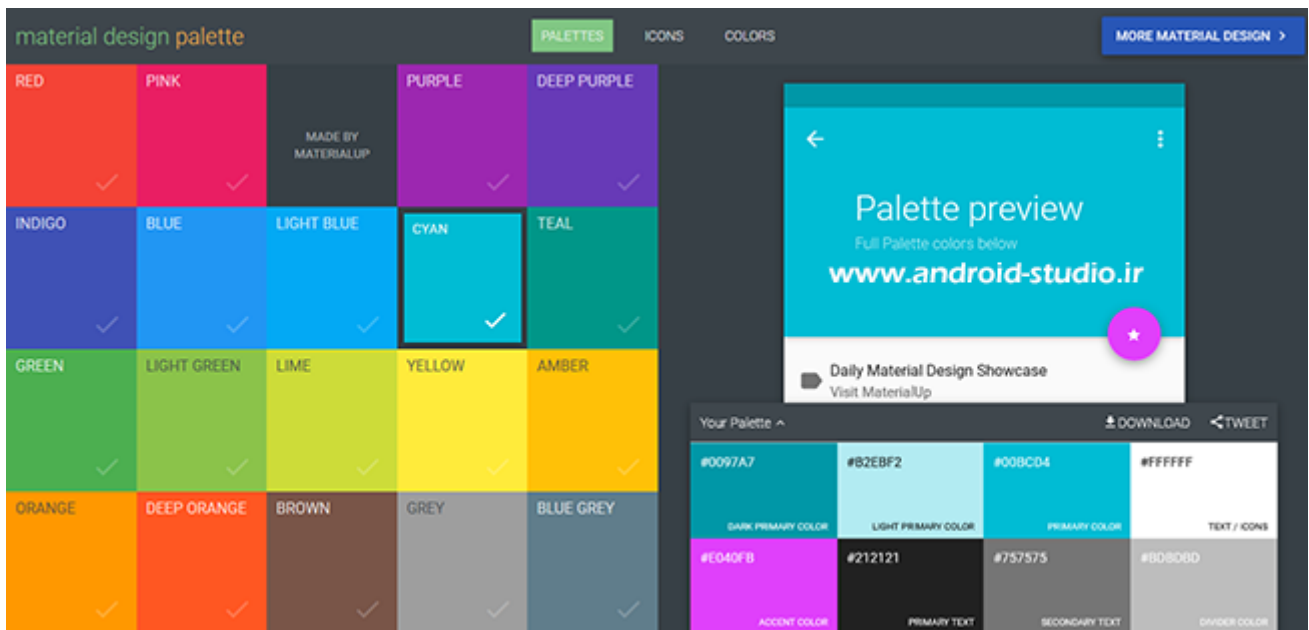 material design palette
PALETTES
ICONS
COLORS
MORE MATERIAL DESIGN >
RED
PINK
MADE BY
MATERIALUP
PURPLE
DEEP PURPLE
INDIGO
BLUE
LIGHT BLUE
CYAN
TEAL
GREEN
LIGHT GREEN
LIME
YELLOW
AMBER
ORANGE
DEEP ORANGE
BROWN
GREY
BLUE GREY
Palette preview
Full Palette colors below
www.android-studio.ir
Daily Material Design Showcase
Visit MaterialUp
Your Palette
DOWNLOAD
TWEET
#0097A7
#B2EBF2
#00BCD4
#FFFFFF
DARK PRIMARY COLOR
LIGHT PRIMARY COLOR
PRIMARY COLOR
TEXT / ICONS
#E040FB
#212121
#757575
#BDBDBD
ACCENT COLOR
PRIMARY TEXT
SECONDARY TEXT
DIVIDER COLOR